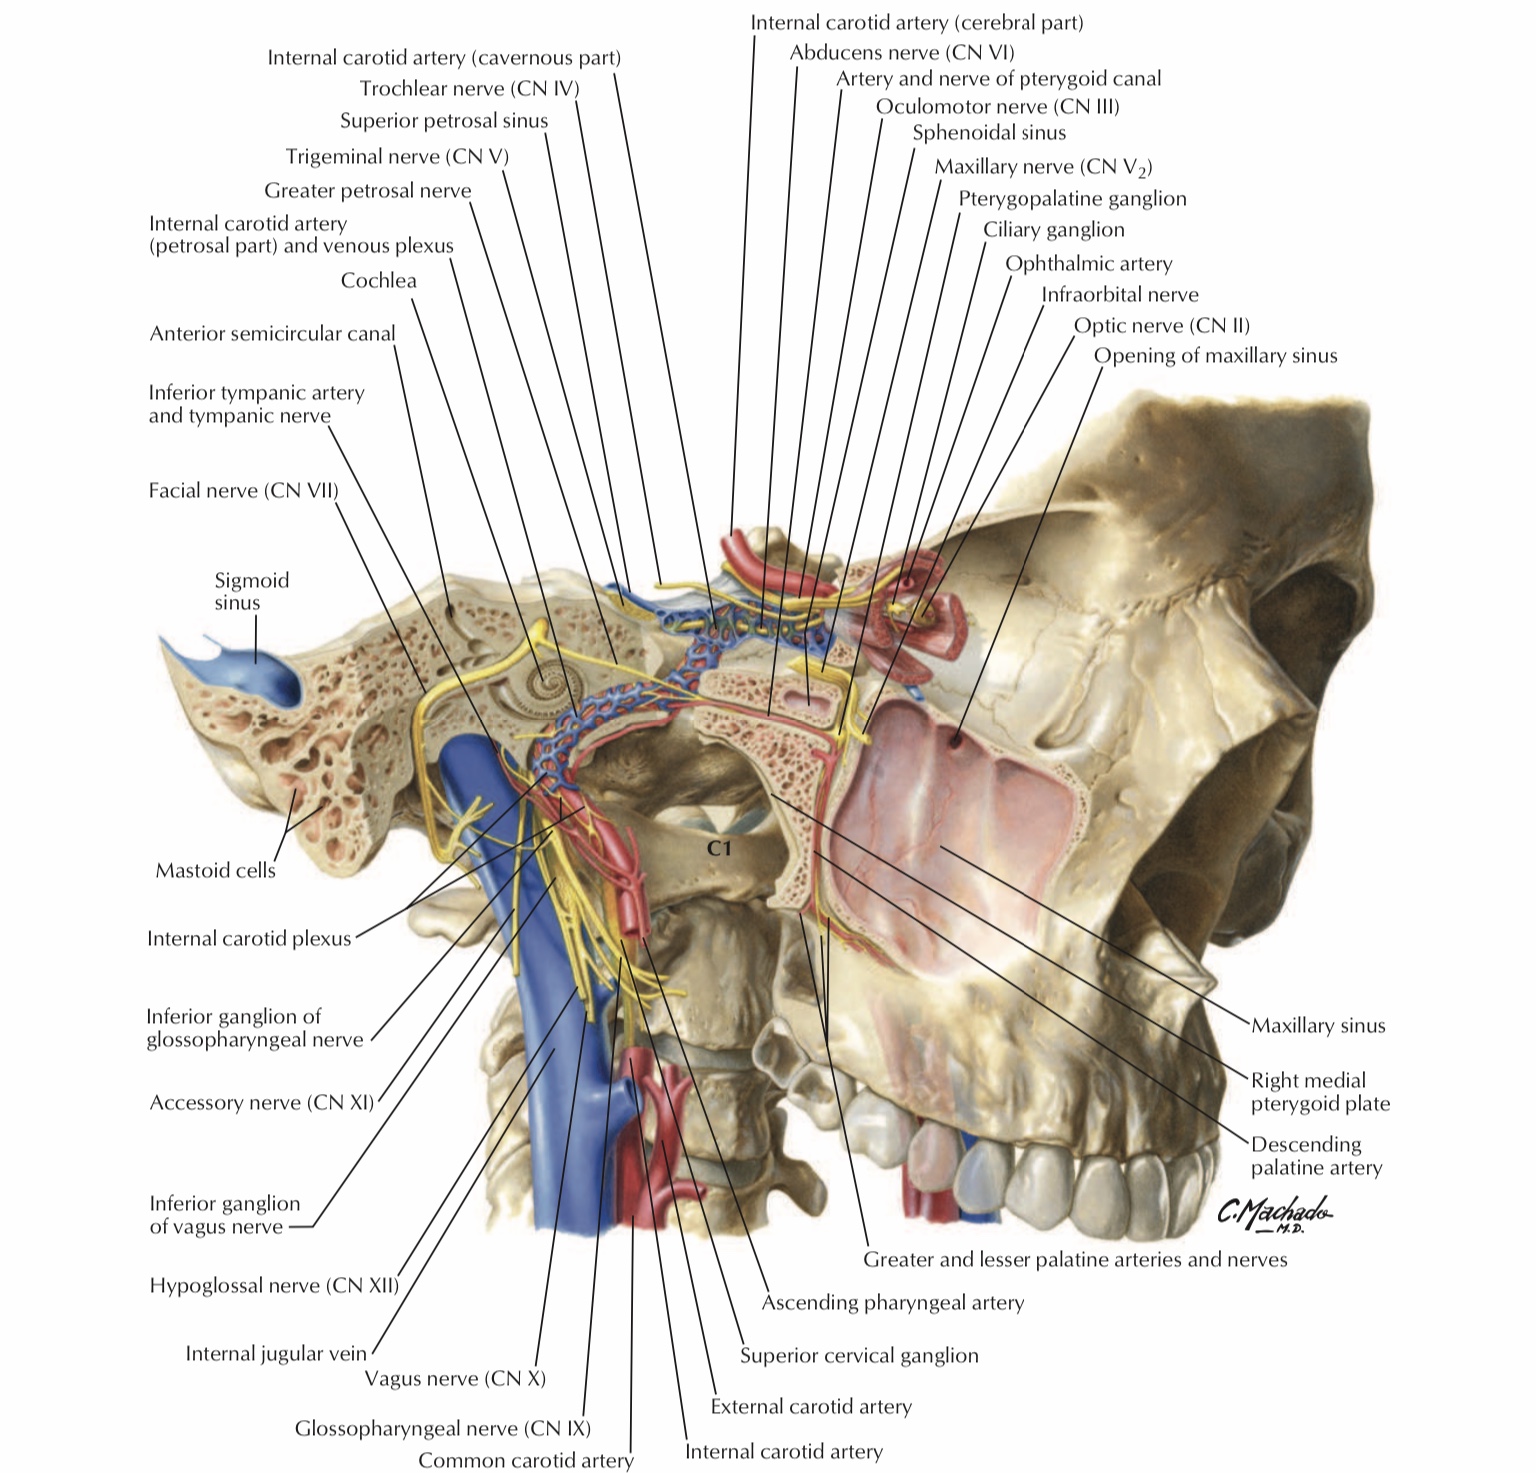 Internal carotid artery (cerebral part)
Internal carotid artery (cavernous part)
Abducens nerve (CN VI)
Trochlear nerve (CN IV)
Artery and nerve of pterygoid canal
Superior petrosal sinus
Oculomotor nerve (CN III)
Sphenoidal sinus
Trigeminal nerve (CN V)
Maxillary nerve (CN V2)
Greater petrosal nerve
Pterygopalatine ganglion
Internal carotid artery
(petrosal part) and venous plexus
Ciliary ganglion
Cochlea
Ophthalmic artery
Infraorbital nerve
Anterior semicircular canal
Optic nerve (CN II)
Opening of maxillary sinus
Inferior tympanic artery
and tympanic nerve
Facial nerve (CN VII)
Sigmoid
sinus
C1
Mastoid cells
Internal carotid plexus
Inferior ganglion of
glossopharyngeal nerve
Maxillary sinus
Accessory nerve (CN XI)
Right medial
pterygoid plate
Descending
palatine artery
Inferior ganglion
of vagus nerve
C.Machado
M.D.
Greater and lesser palatine arteries and nerves
Hypoglossal nerve (CN XII)
Ascending pharyngeal artery
Internal jugular vein
Superior cervical ganglion
Vagus nerve (CN X)
External carotid artery
Glossopharyngeal nerve (CN IX)
Internal carotid artery
Common carotid artery